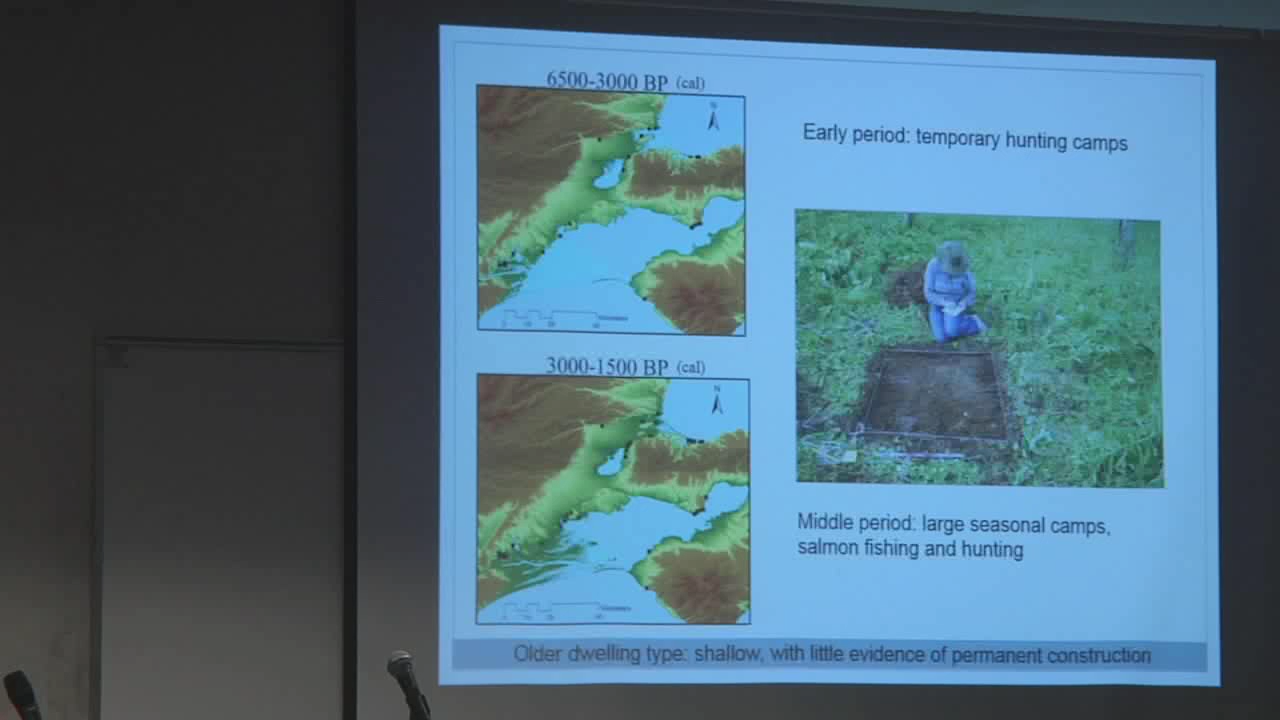 6500-3000 BP (cal)
N
Early period: temporary hunting camps
3000-1500 BP (cal)
N
Middle period: large seasonal camps,
salmon fishing and hunting
Older dwelling type: shallow, with little evidence of permanent construction